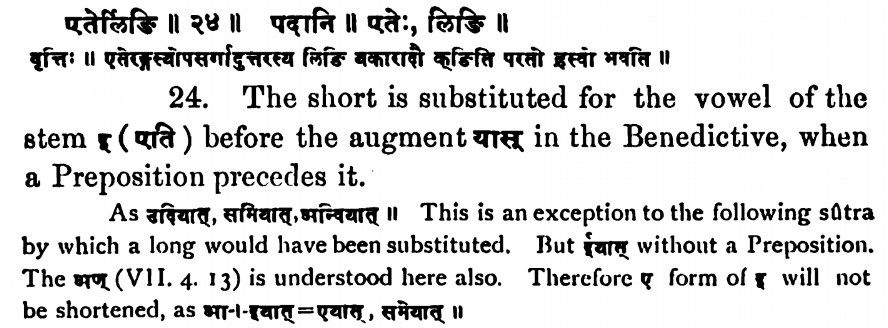 एतेर्लिङि ॥ २४ ॥ पदानि ॥ एतेः, लिङि ॥
वृत्तिः ॥ एतेरङ्गस्योपसर्गादुत्तरस्य लिङि यकारादौ क्ङिति परतो ह्रस्वो भवति ॥
24. The short is substituted for the vowel of the
stem इ ( एति ) before the augment यास् in the Benedictive, when
a Preposition precedes it.
As उदियात्, समियात्, अन्वियात् ॥ This is an exception to the following sûtra
by which a long would have been substituted. But ईयात् without a Preposition.
The अण् (VII. 4. 13) is understood here also. Therefore ए form of इ will not
be shortened, as आ-।-इयात्=एयात्, समेयात् ॥